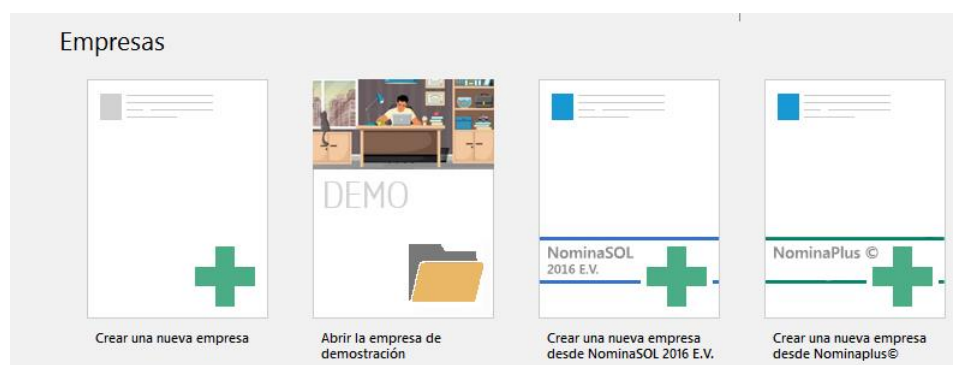 Empresas
DEMO
NominaSOL
2016 E.V.
NominaPlus ©
Crear una nueva empresa
Abrir la empresa de
demostración
Crear una nueva empresa
desde NominaSOL 2016 E.V.
Crear una nueva empresa
desde Nominaplus©